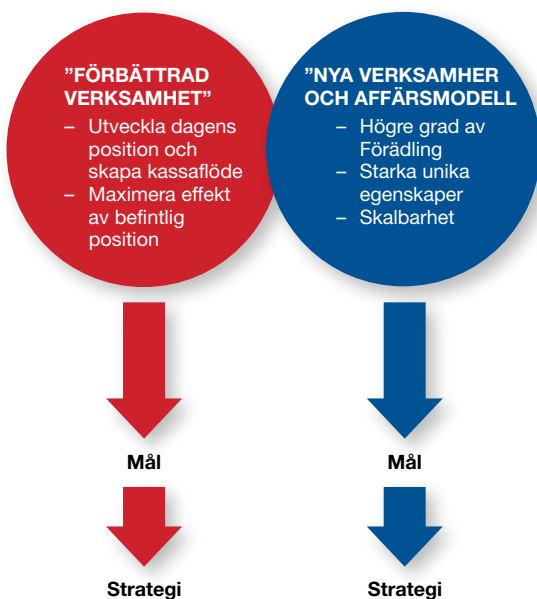 ”FÖRBÄTTRAD
VERKSAMHET”
– Utveckla dagens
position och
skapa kassaflöde
– Maximera effekt
av befintlig
position
”NYA VERKSAMHER
OCH AFFÄRSMODELL
– Högre grad av
Förädling
– Starka unika
egenskaper
– Skalbarhet
Mål
Mål
Strategi
Strategi